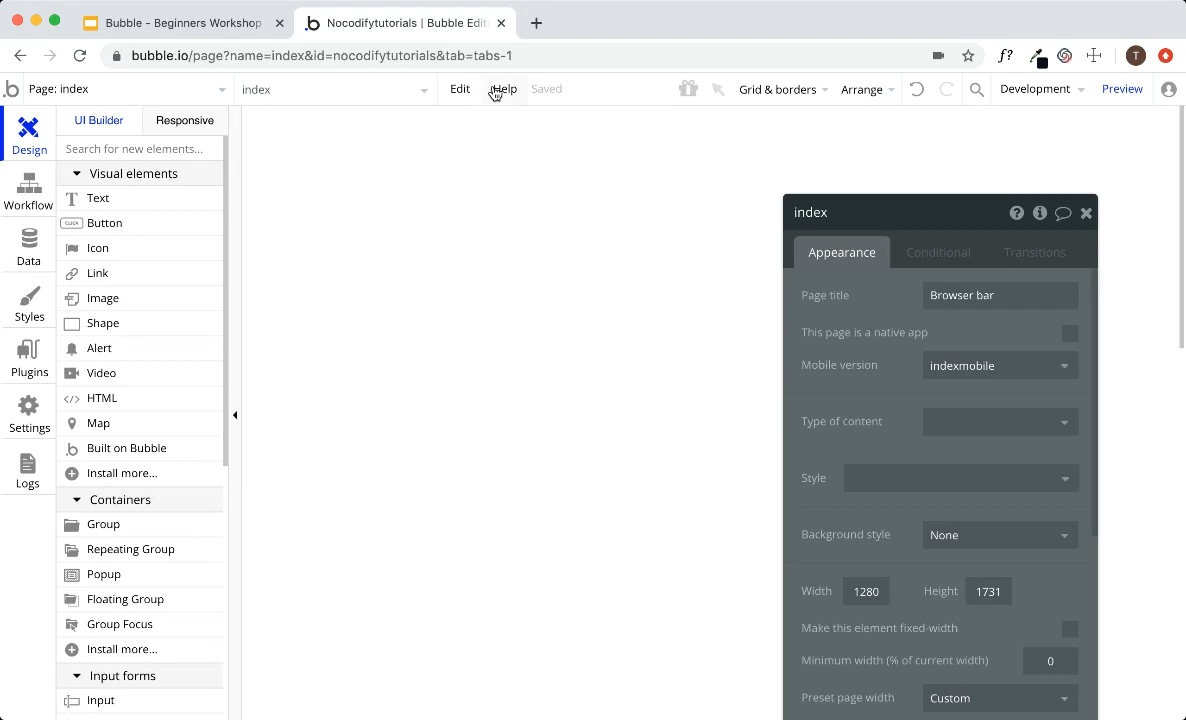 Bubble - Beginners Workshop
Nocodifytutorials | Bubble Edit
bubble.io/page?name=index&id=nocodifytutorials&tab=tabs-1
f?
T
Page: index
index
Edit
Help
Saved
Grid & borders
Arrange
Development
Preview
UI Builder
Responsive
Design
Search for new elements...
Visual elements
Text
Workflow
CLICK
Button
Icon
Data
Link
Image
Styles
Shape
Alert
Plugins
Video
HTML
Settings
Map
Built on Bubble
Logs
Install more...
Containers
Group
Repeating Group
Popup
Floating Group
Group Focus
Install more...
Input forms
Input
index
Appearance
Conditional
Transitions
Page title
Browser bar
This page is a native app
Mobile version
indexmobile
Type of content
Style
Background style
None
Width
1280
Height
1731
Make this element fixed-width
Minimum width (% of current width)
0
Preset page width
Custom